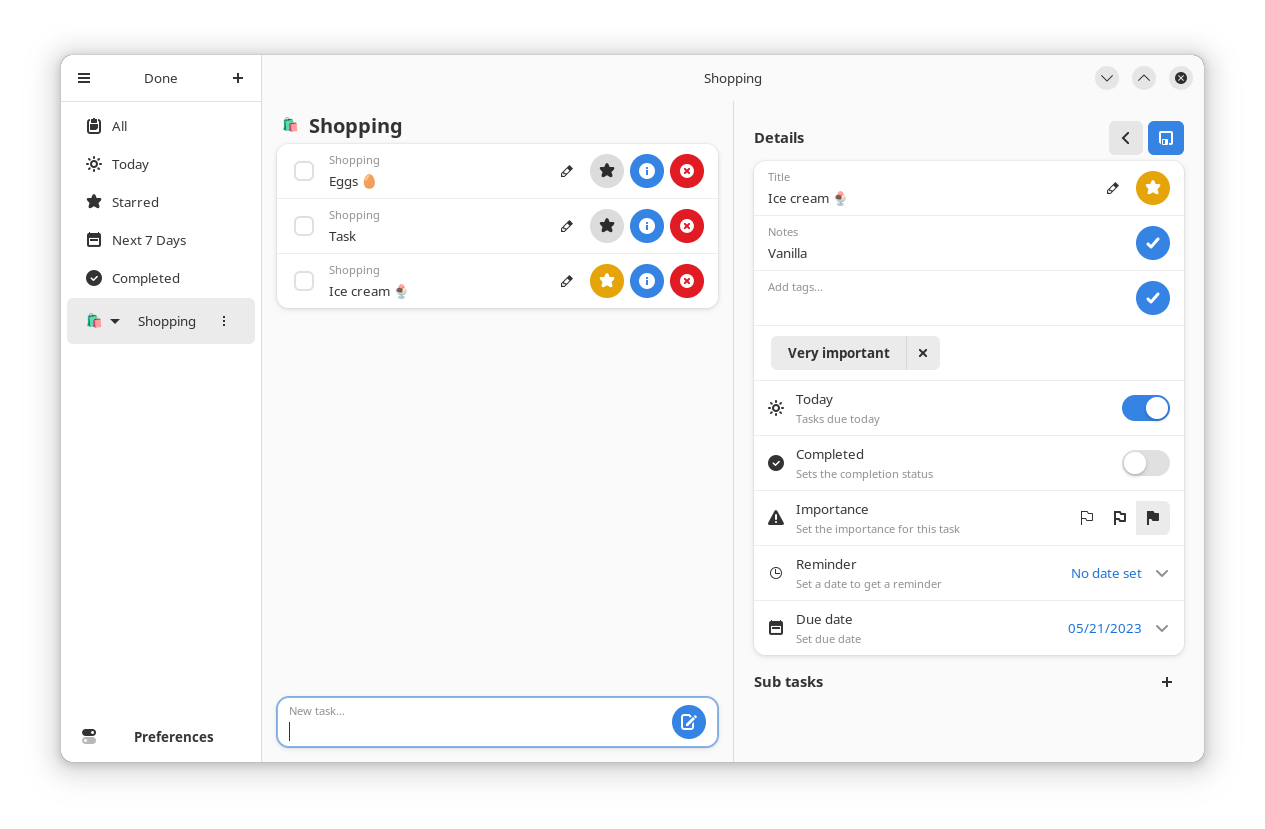 Done
Shopping
All
Today
Starred
Next 7 Days
Completed
Shopping
Preferences
Shopping
Shopping
Eggs 🥚
Shopping
Task
Shopping
Ice cream 🍨
New task...
Details
Title
Ice cream 🍨
Notes
Vanilla
Add tags...
Very important
Today
Tasks due today
Completed
Sets the completion status
Importance
Set the importance for this task
Reminder
Set a date to get a reminder
No date set
Due date
Set due date
05/21/2023
Sub tasks